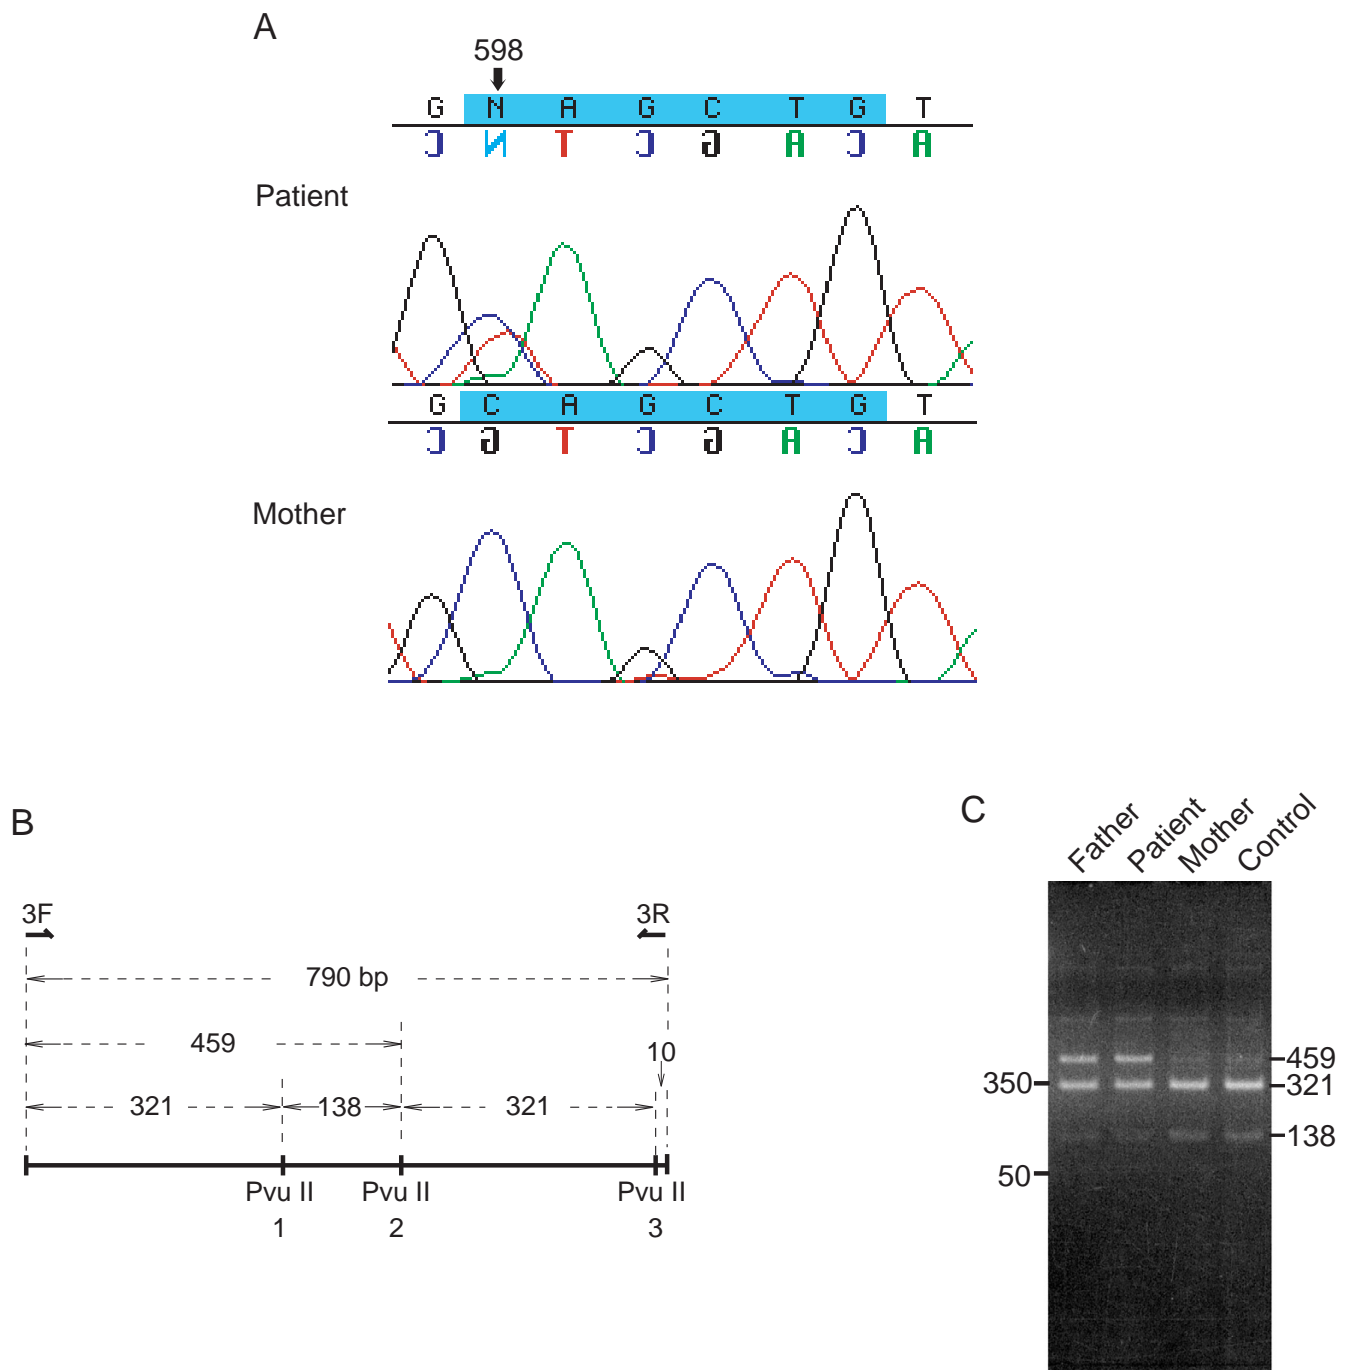 A
598
G N A G C T G T
C N T C G A C A
Patient
G C A G C T G T
C G T C G A C A
Mother
B
3F 3R
790 bp
459
10
321 138 321
Pvu II Pvu II Pvu II
1 2 3
C
Father Patient Mother Control
459
350 321
138
50